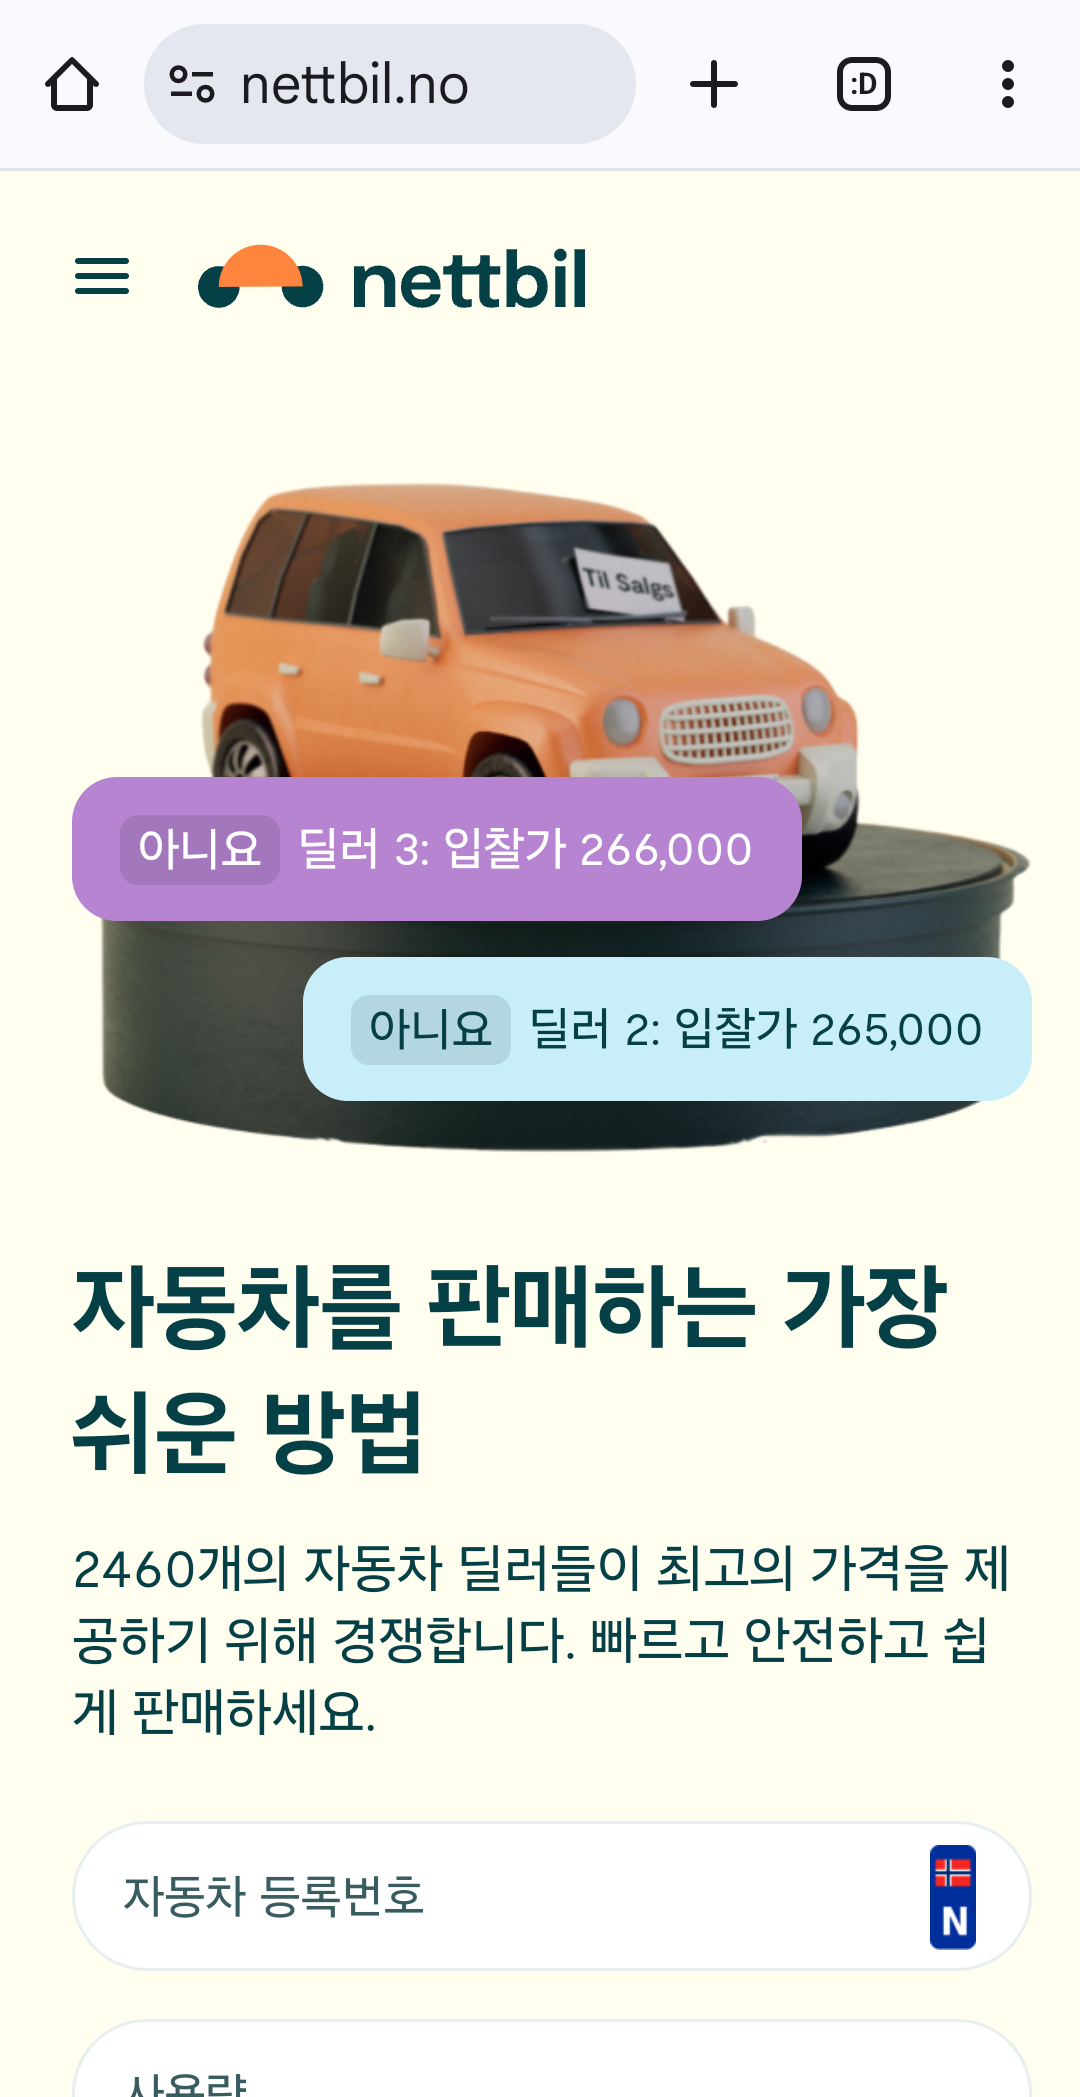 nettbil.no
:D
nettbil
Til Salgs
아니요 딜러 3: 입찰가 266,000
아니요 딜러 2: 입찰가 265,000
자동차를 판매하는 가장
쉬운 방법
2460개의 자동차 딜러들이 최고의 가격을 제
공하기 위해 경쟁합니다. 빠르고 안전하고 쉽
게 판매하세요.
자동차 등록번호
N
사용량